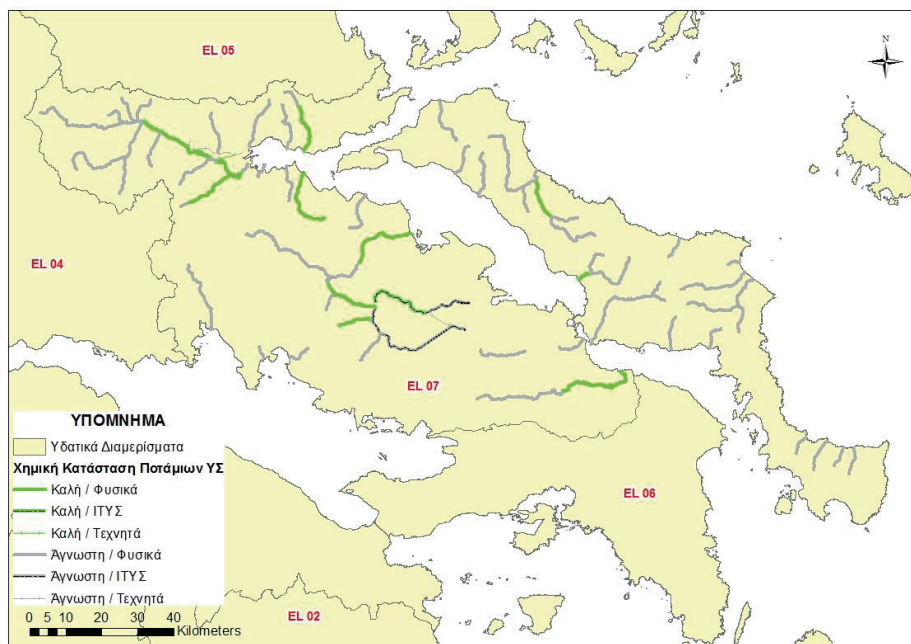 EL 05
N
EL 04
EL 07
EL 06
EL 02
ΥΠΟΜΝΗΜΑ
Υδατικά Διαμερίσματα
Χημική Κατάσταση Ποτάμιων ΥΣ
Καλή / Φυσικά
Καλή / ΙΤΥΣ
Καλή / Τεχνητά
Άγνωστη / Φυσικά
Άγνωστη / ΙΤΥΣ
Άγνωστη / Τεχνητά
0 5 10 20 30 40
Kilometers